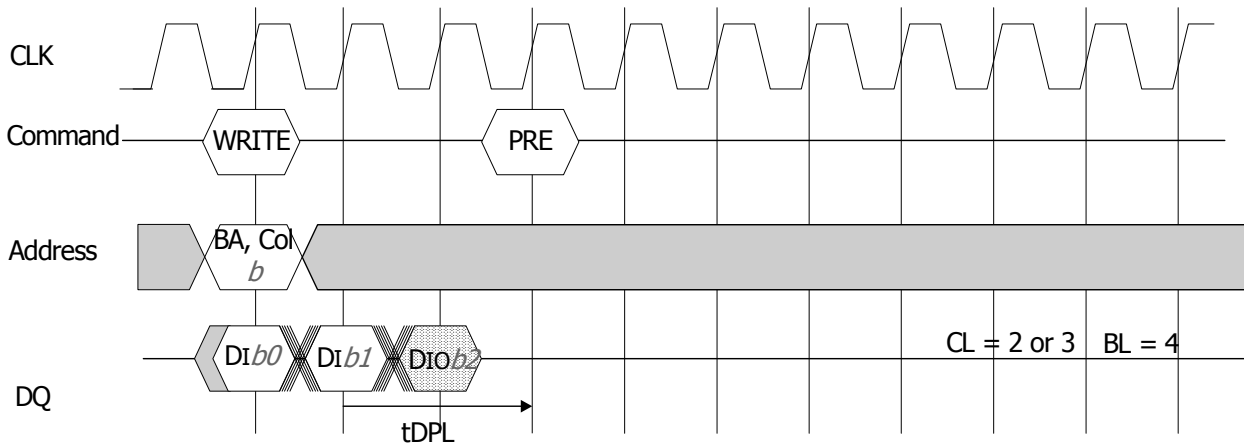 CLK
Command
WRITE
PRE
Address
BA, Col
b
DIb0
DIb1
DIOb2
CL = 2 or 3 BL = 4
DQ
tDPL